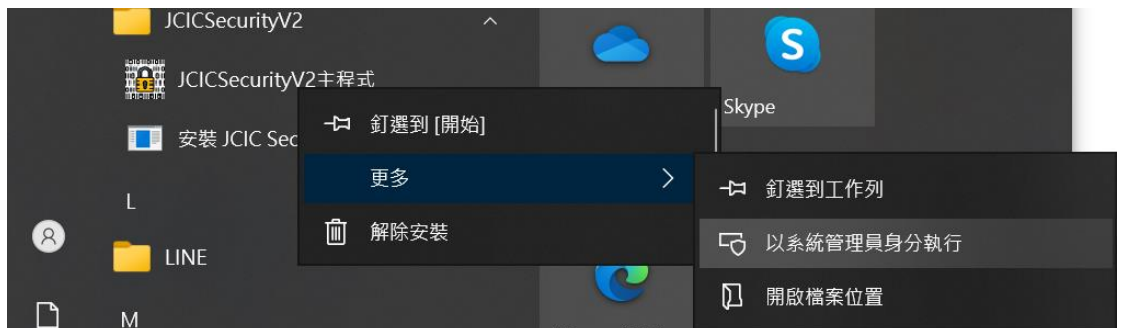 JCICSecurityV2
JCICSecurityV2主程式
Skype
釘選到 [開始]
安裝 JCIC Sec
更多
釘選到工作列
L
解除安裝
以系統管理員身分執行
LINE
開啟檔案位置
M